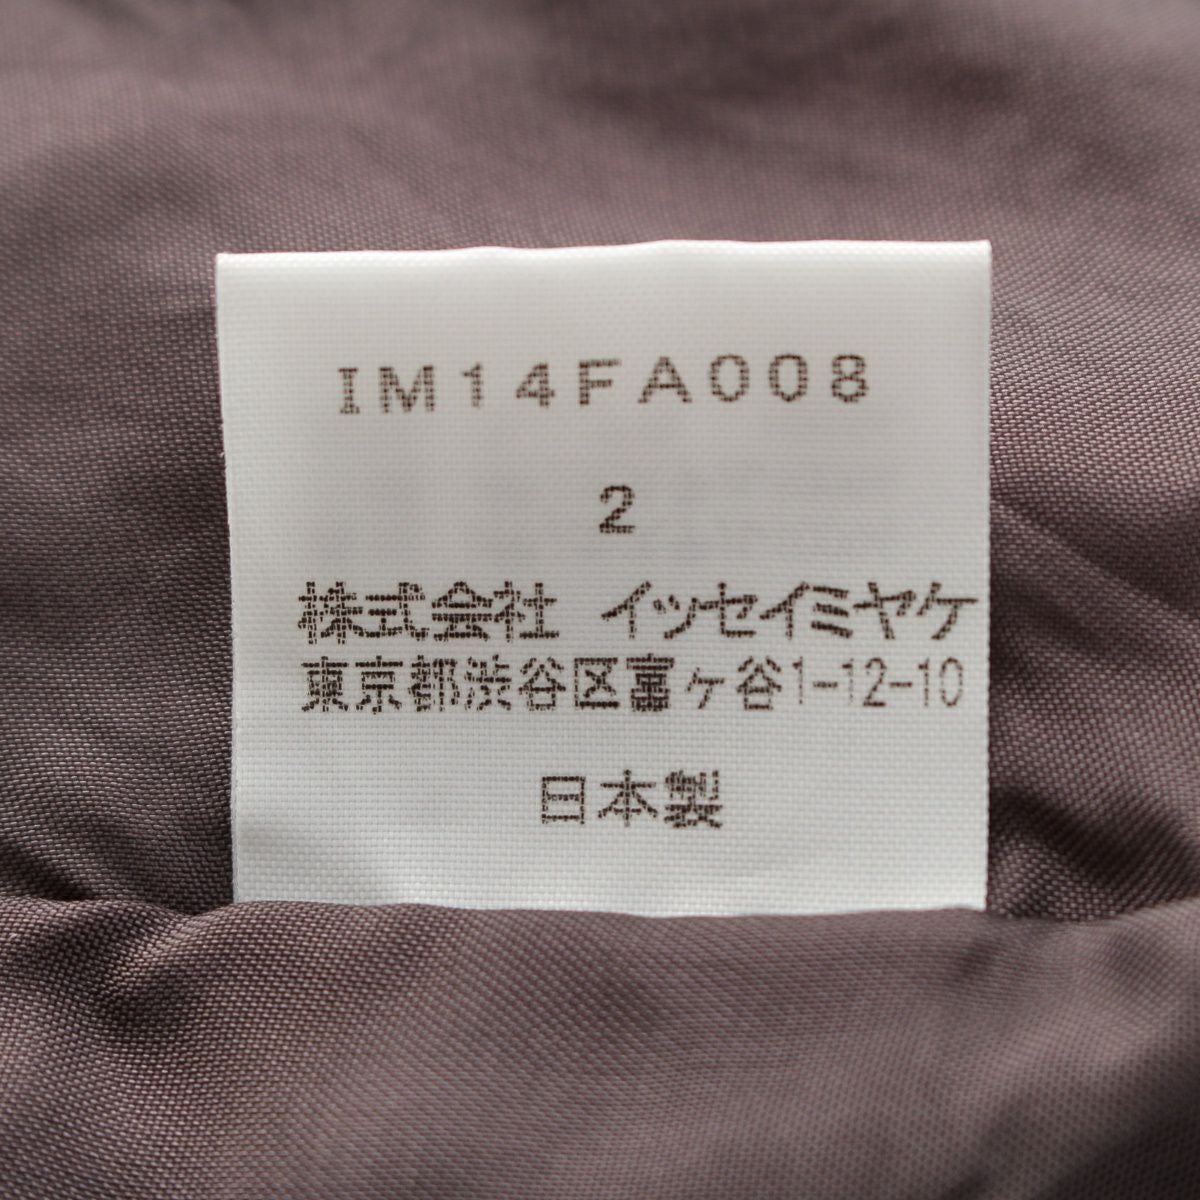 IM14FA008
2
株式会社 イッセイミヤケ
東京都渋谷区富ヶ谷1-12-10
日本製